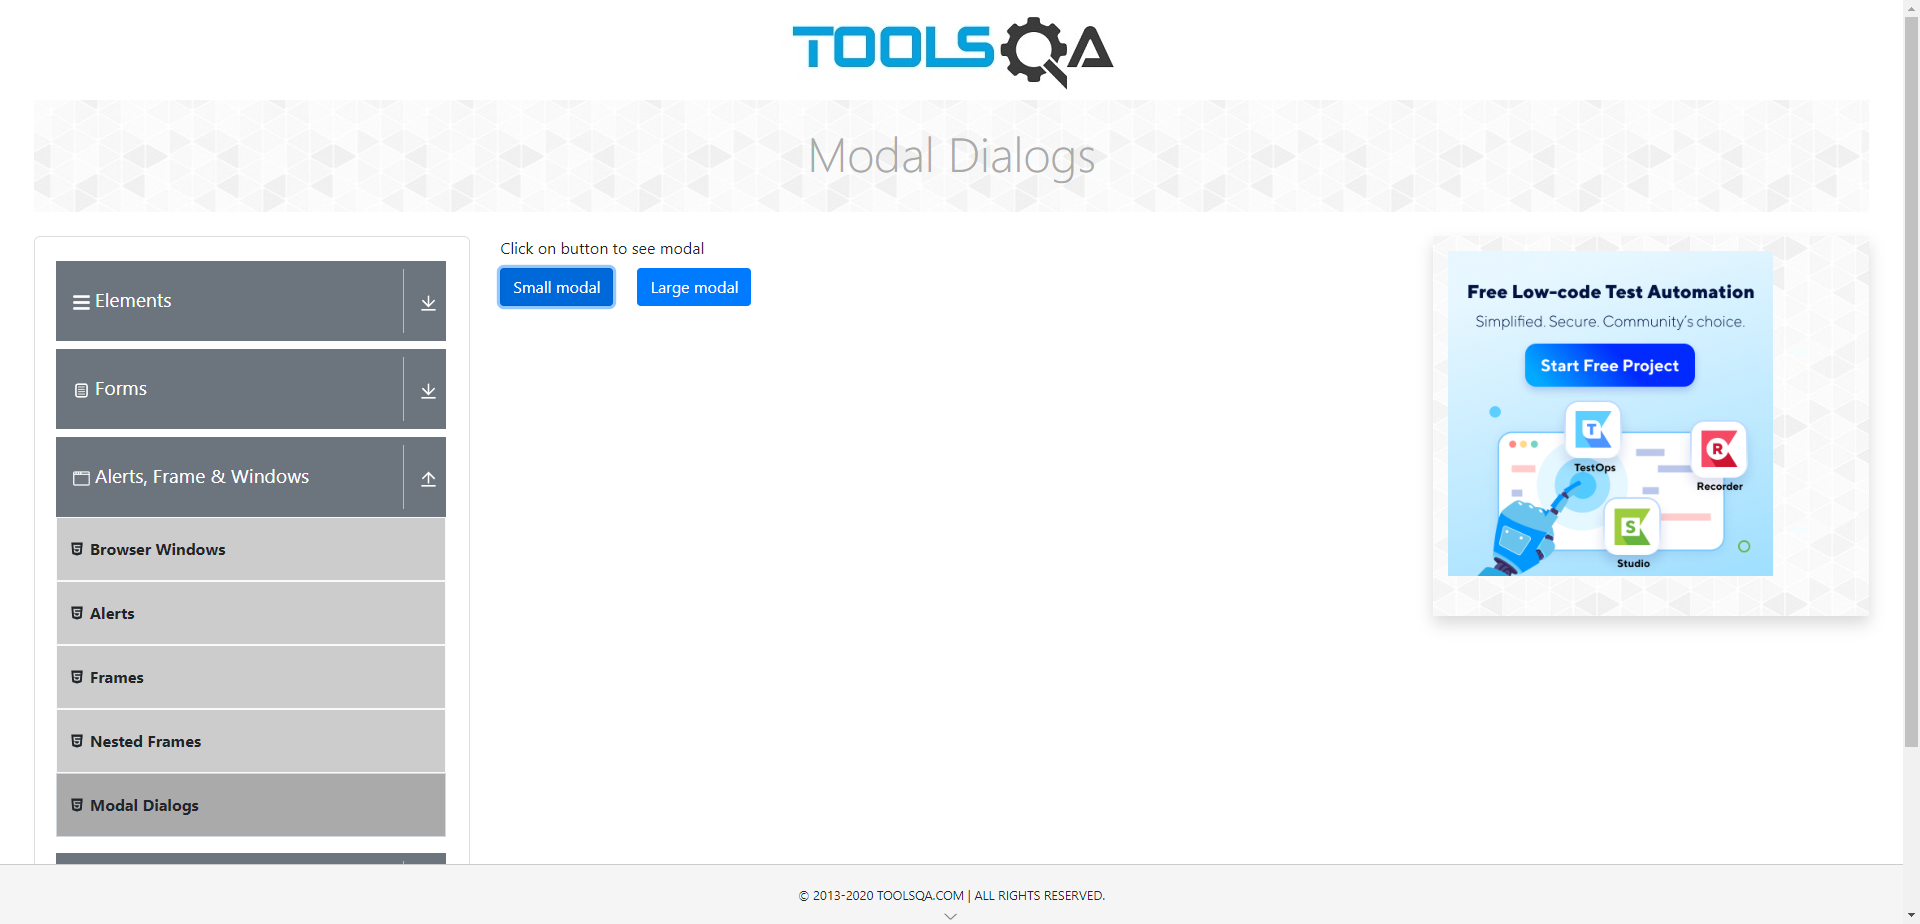 TOOLSQA
Modal Dialogs
Elements
Forms
Alerts, Frame & Windows
Browser Windows
Alerts
Frames
Nested Frames
Modal Dialogs
Click on button to see modal
Small modal Large modal
Free Low-code Test Automation
Simplified. Secure. Community's choice.
Start Free Project
T
TestOps
R
Recorder
S
Studio
© 2013-2020 TOOLSQA.COM | ALL RIGHTS RESERVED.